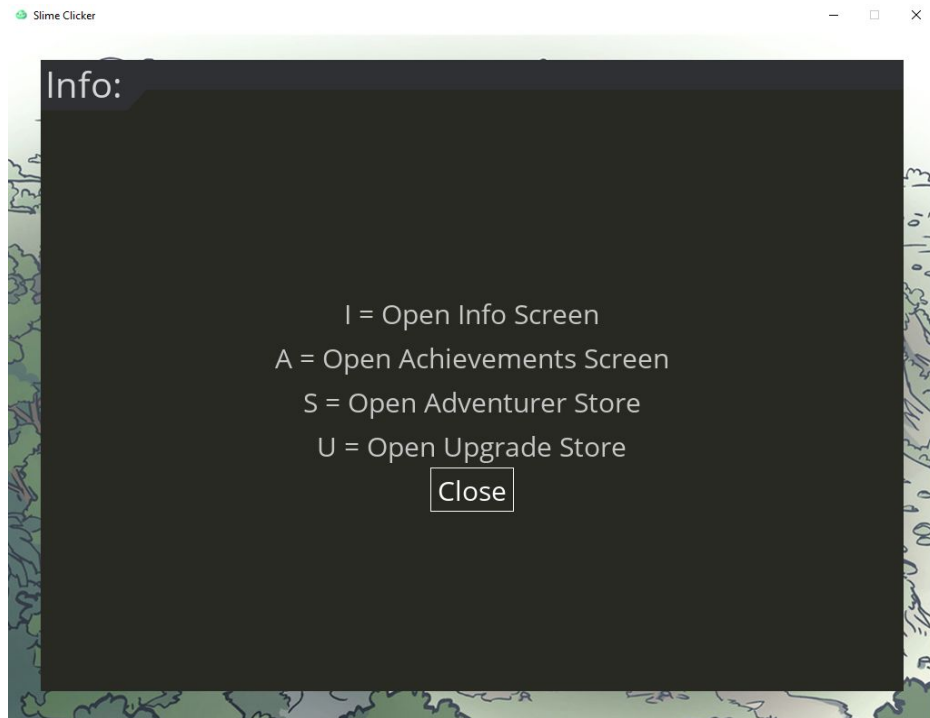 Slime Clicker
Info:
I = Open Info Screen
A = Open Achievements Screen
S = Open Adventurer Store
U = Open Upgrade Store
Close